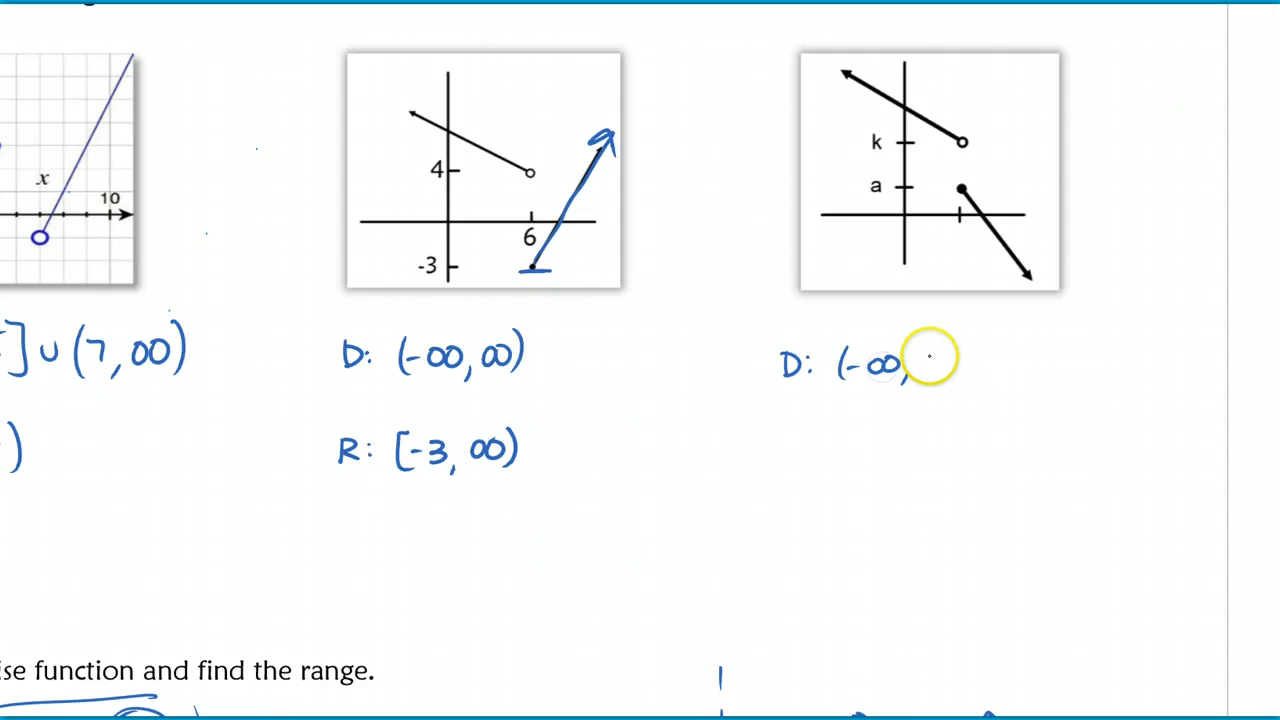 x
10
4
6
-3
k
a
] ∪ (7, ∞)
D: (-∞, ∞)
D: (-∞,
)
R: [-3, ∞)
ise function and find the range.